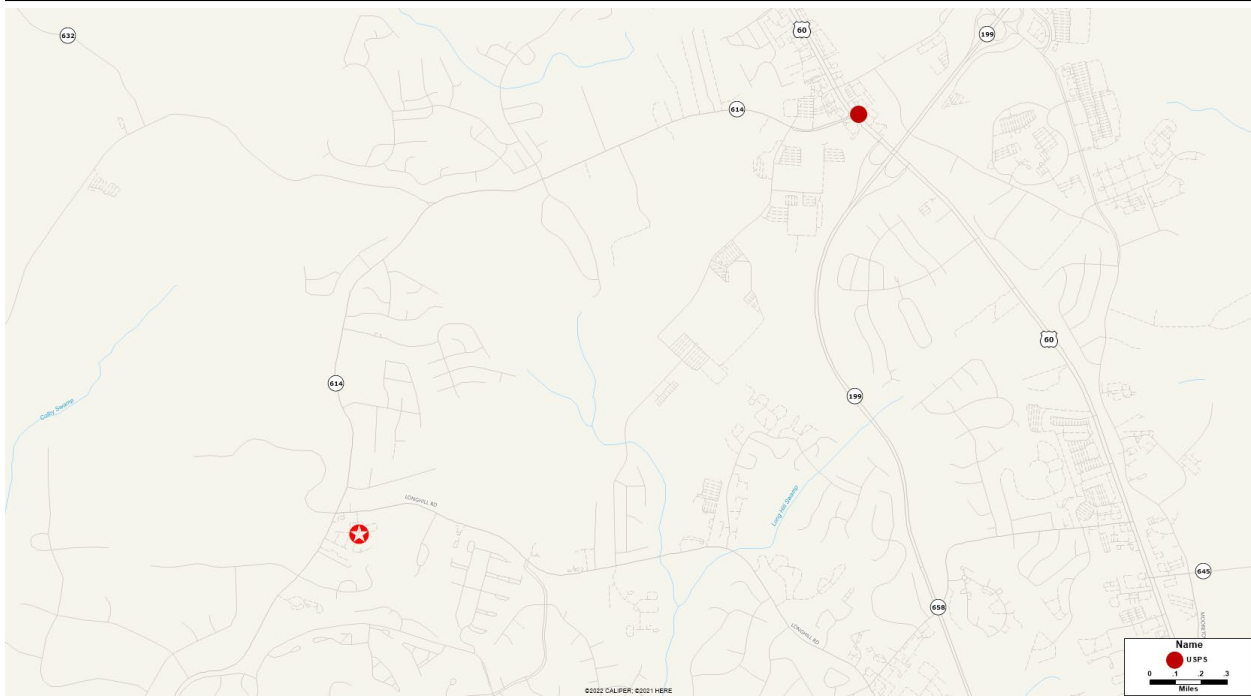 632
60
199
614
60
614
199
Colby Swamp
LONGHILL RD
Long Hill Swamp
645
658
LONGHILL RD
Name
USPS
0 .1 .2 .3
Miles
©2022 CALIPER; ©2021 HERE